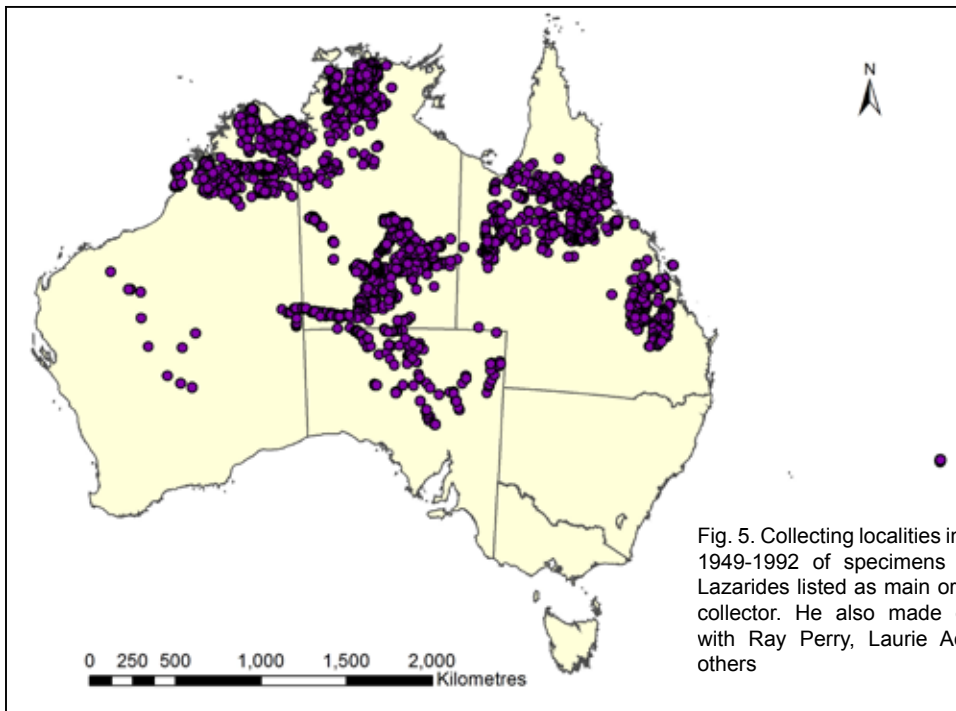 N
Fig. 5. Collecting localities in
1949-1992 of specimens
Lazarides listed as main or
collector. He also made
with Ray Perry, Laurie
others
0 250 500 1,000 1,500 2,000
Kilometres